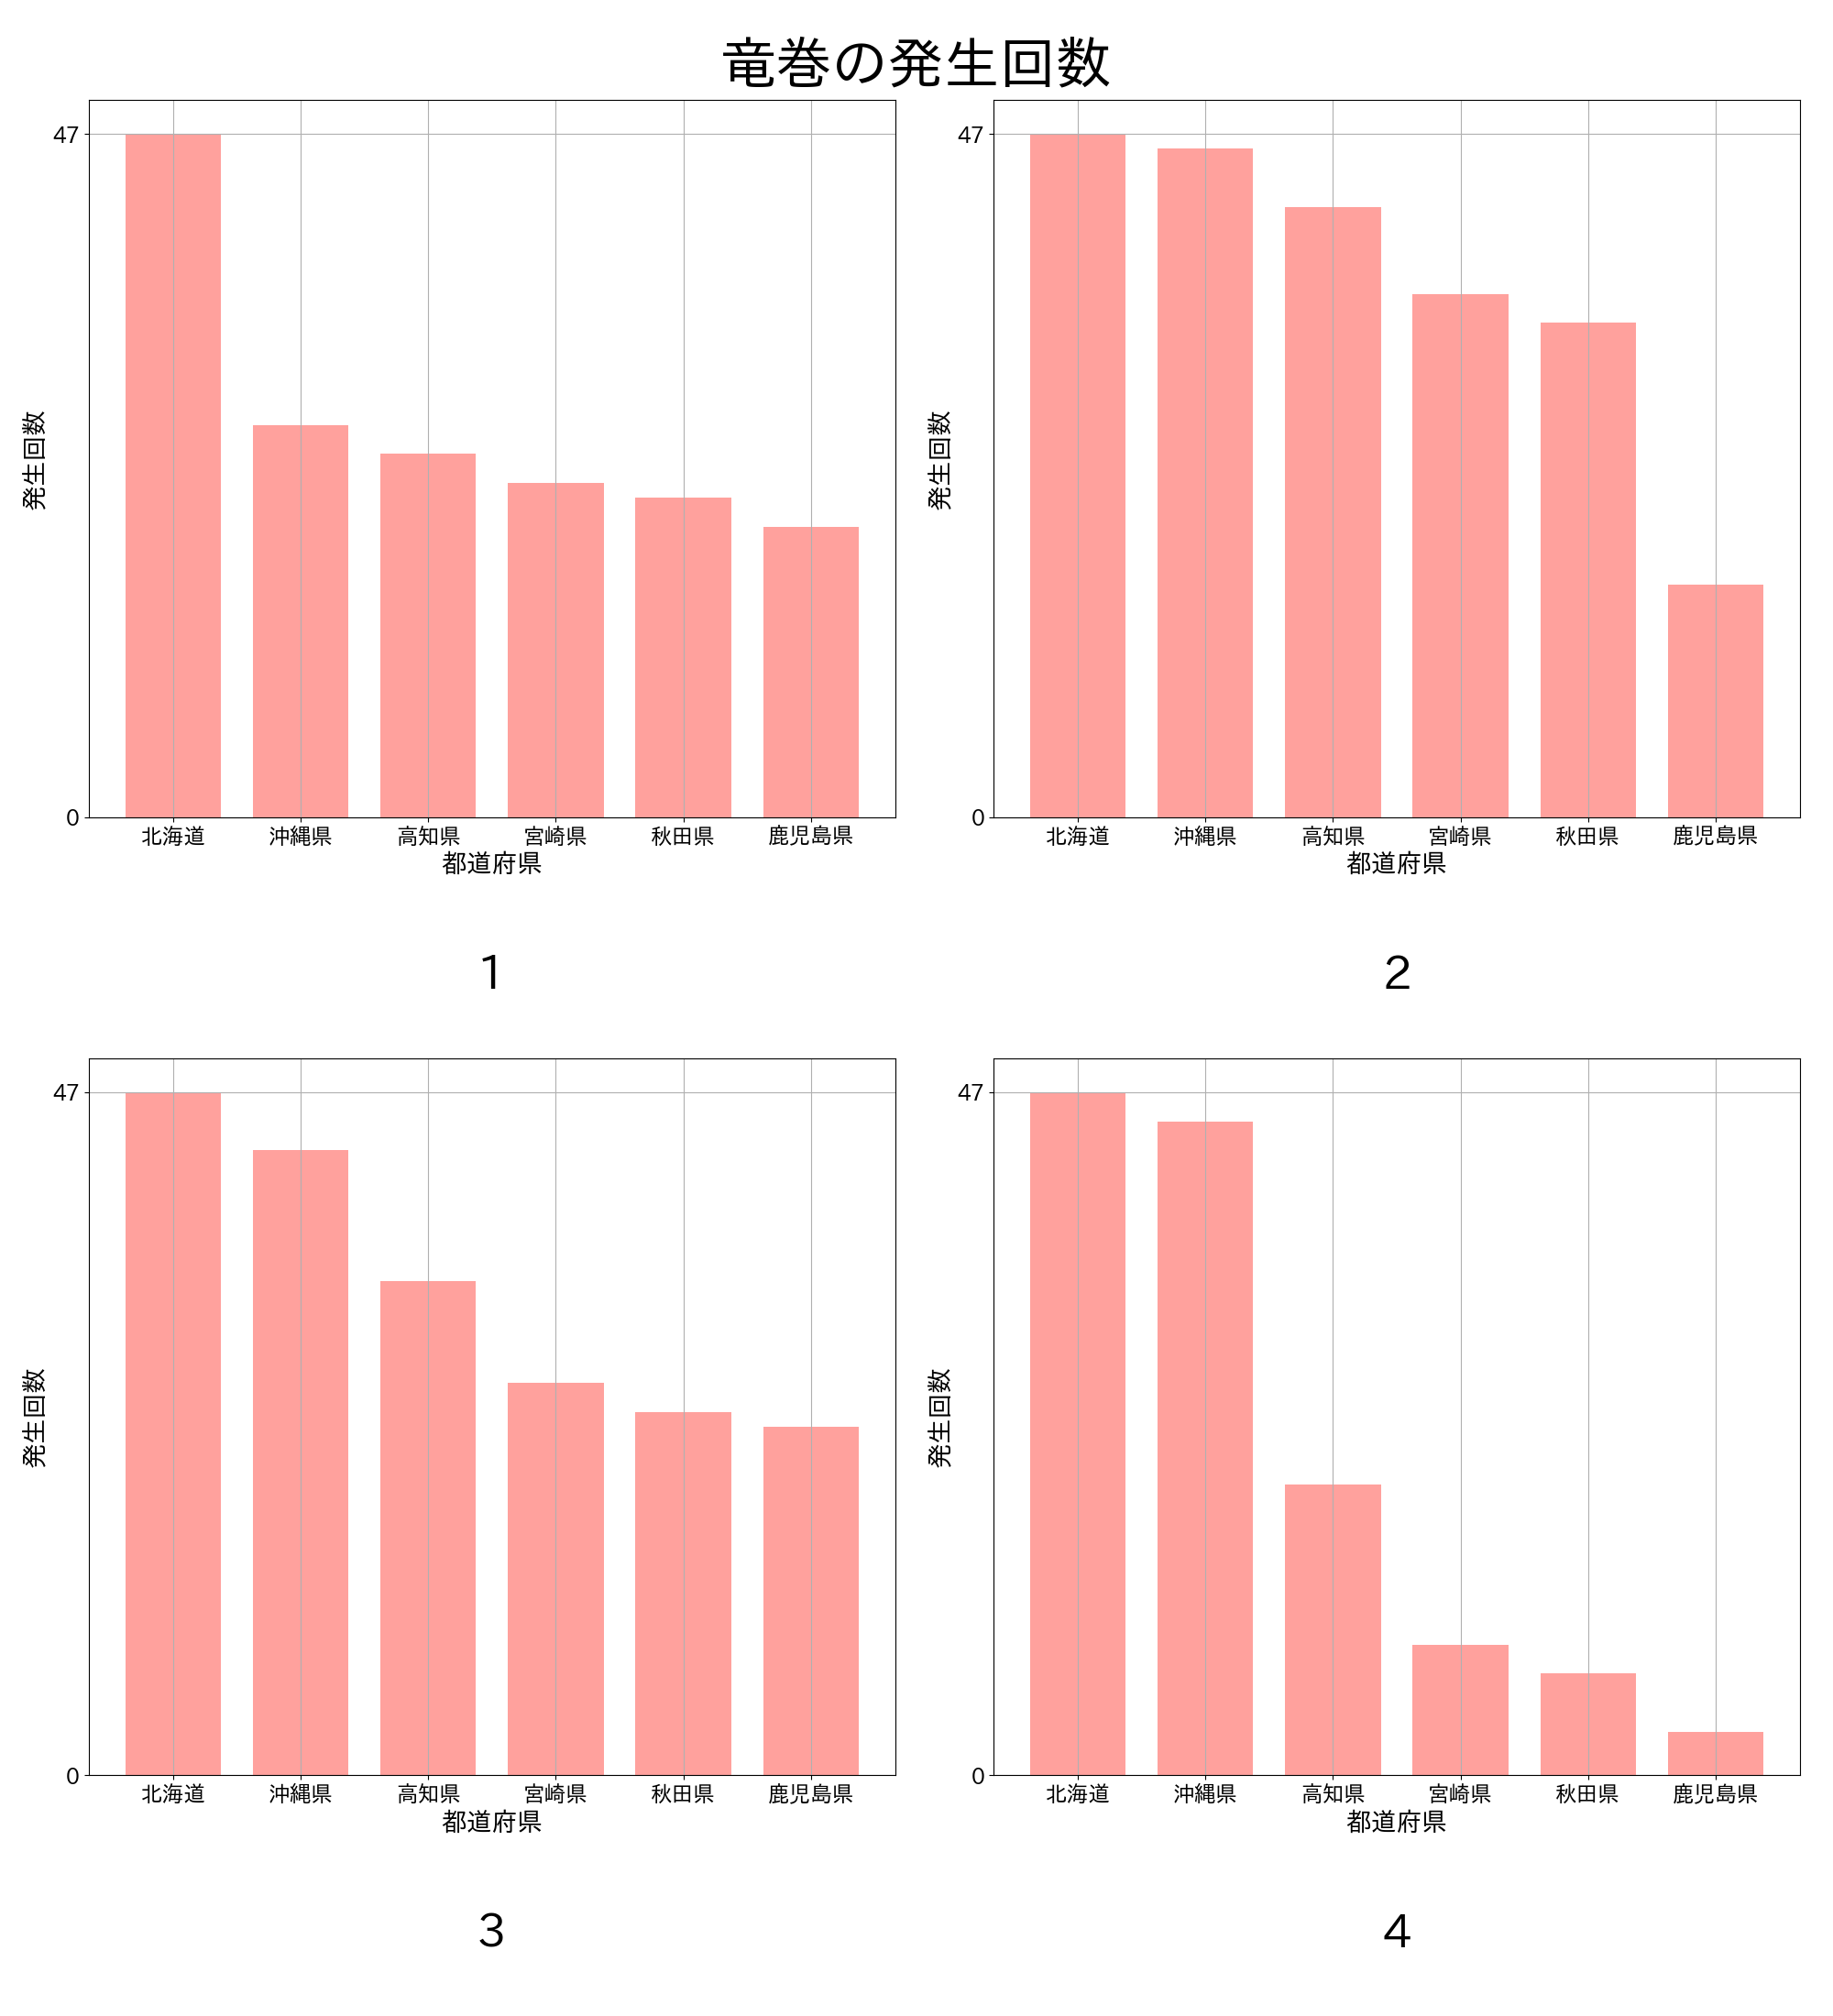 竜巻の発生回数
47
0
発生回数
北海道 沖縄県 高知県 宮崎県 秋田県 鹿児島県
都道府県
1
47
0
発生回数
北海道 沖縄県 高知県 宮崎県 秋田県 鹿児島県
都道府県
2
47
0
発生回数
北海道 沖縄県 高知県 宮崎県 秋田県 鹿児島県
都道府県
3
47
0
発生回数
北海道 沖縄県 高知県 宮崎県 秋田県 鹿児島県
都道府県
4